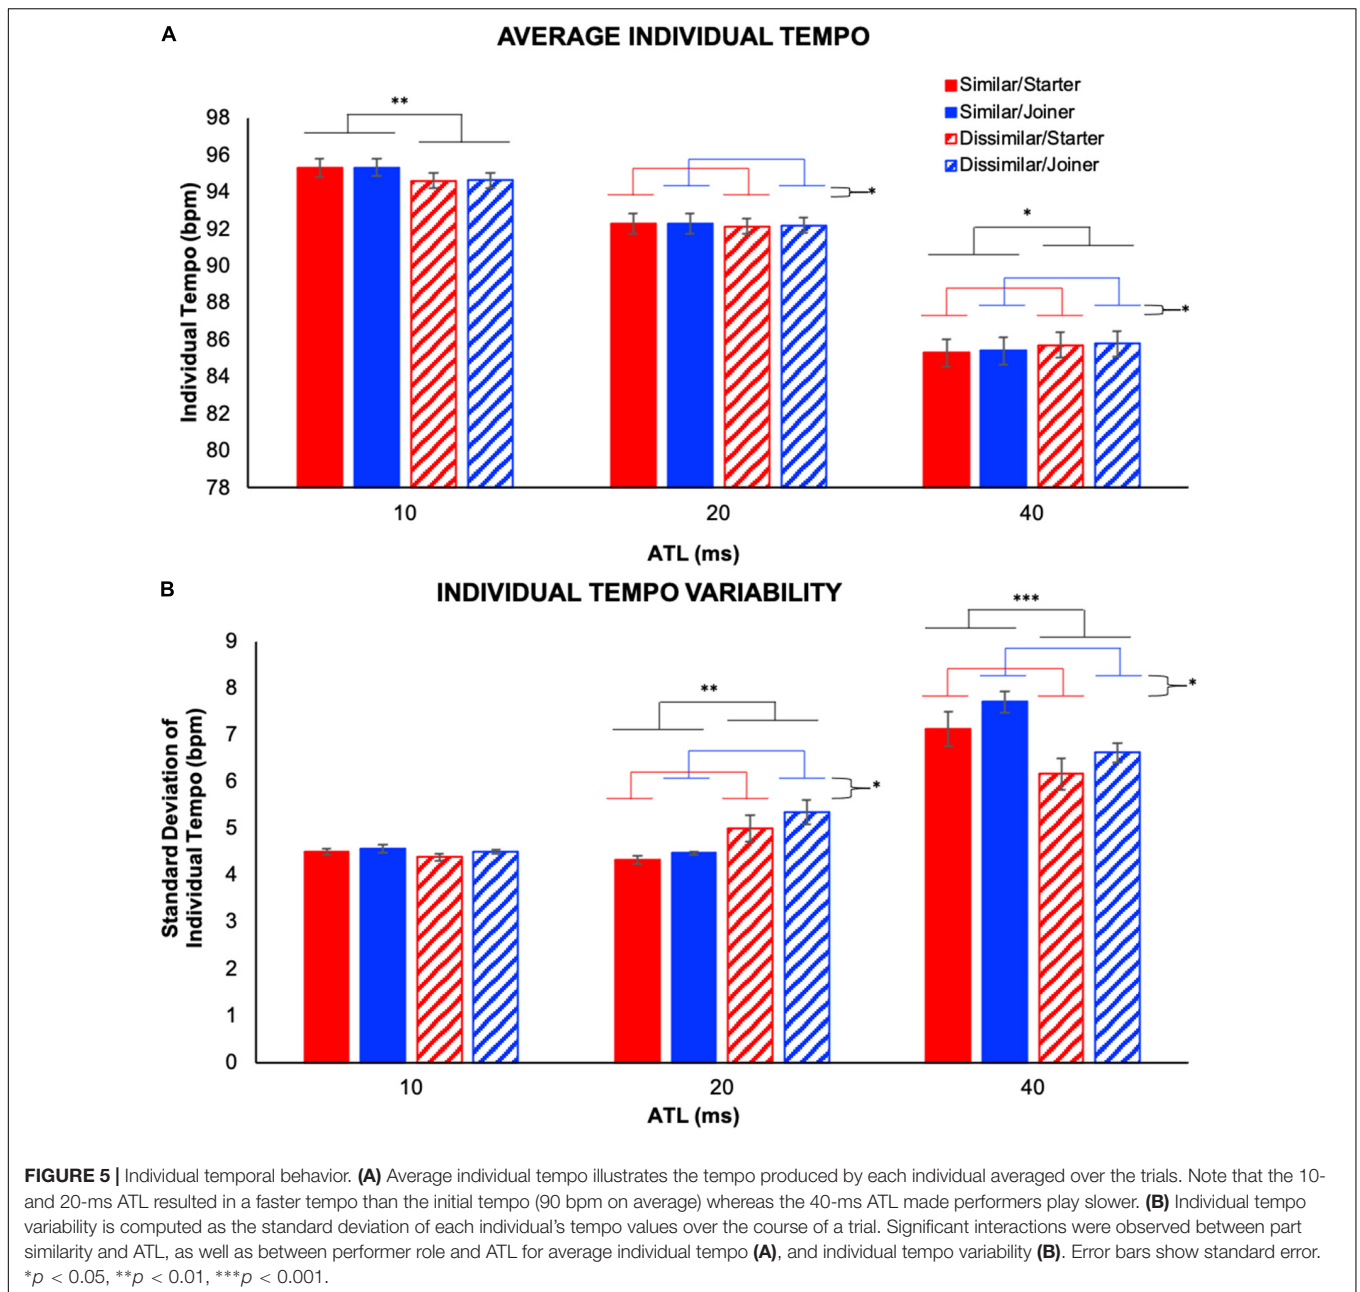 A
AVERAGE INDIVIDUAL TEMPO
Similar/Starter
Similar/Joiner
Dissimilar/Starter
Dissimilar/Joiner
**
*
*
*
Individual Tempo (bpm)
98
96
94
92
90
88
86
84
82
80
78
10
20
40
ATL (ms)
B
INDIVIDUAL TEMPO VARIABILITY
***
*
**
*
Standard Deviation of
Individual Tempo (bpm)
9
8
7
6
5
4
3
2
1
0
10
20
40
ATL (ms)
FIGURE 5 | Individual temporal behavior. (A) Average individual tempo illustrates the tempo produced by each individual averaged over the trials. Note that the 10-
and 20-ms ATL resulted in a faster tempo than the initial tempo (90 bpm on average) whereas the 40-ms ATL made performers play slower. (B) Individual tempo
variability is computed as the standard deviation of each individual's tempo values over the course of a trial. Significant interactions were observed between part
similarity and ATL, as well as between performer role and ATL for average individual tempo (A), and individual tempo variability (B). Error bars show standard error.
*p < 0.05, **p < 0.01, ***p < 0.001.